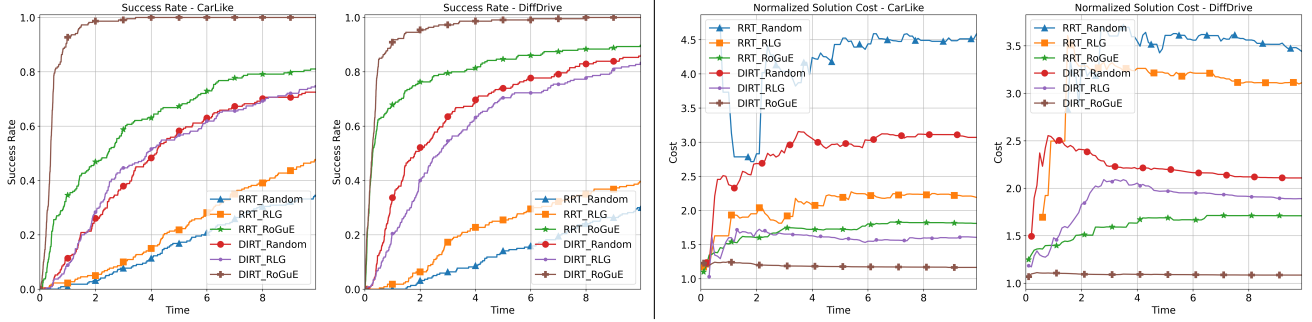 Success Rate - CarLike
Success Rate
1.0
0.8
0.6
0.4
0.2
0.0
0
2
4
6
8
Time
RRT_Random
RRT_RLG
RRT_RoGuE
DIRT_Random
DIRT_RLG
DIRT_RoGuE
Success Rate - DiffDrive
Success Rate
1.0
0.8
0.6
0.4
0.2
0.0
0
2
4
6
8
Time
RRT_Random
RRT_RLG
RRT_RoGuE
DIRT_Random
DIRT_RLG
DIRT_RoGuE
Normalized Solution Cost - CarLike
Cost
4.5
4.0
3.5
3.0
2.5
2.0
1.5
1.0
0
2
4
6
8
Time
RRT_Random
RRT_RLG
RRT_RoGuE
DIRT_Random
DIRT_RLG
DIRT_RoGuE
Normalized Solution Cost - DiffDrive
Cost
3.5
3.0
2.5
2.0
1.5
1.0
0
2
4
6
8
Time
RRT_Random
RRT_RLG
RRT_RoGuE
DIRT_Random
DIRT_RLG
DIRT_RoGuE